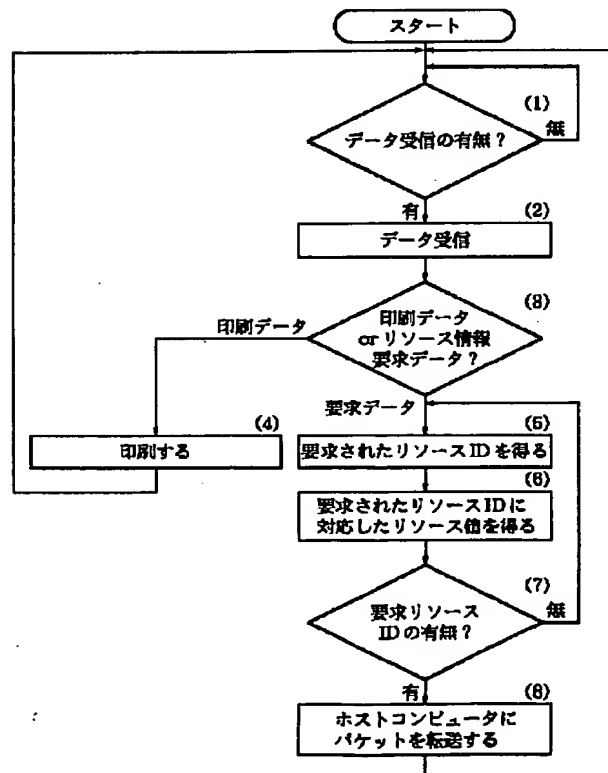 スタート
(1)
データ受信の有無？
無
有
(2)
データ受信
(3)
印刷データ
or リソース情報
要求データ？
印刷データ
要求データ
(4)
印刷する
(5)
要求されたリソースIDを得る
(6)
要求されたリソースIDに
対応したリソース値を得る
(7)
要求リソース
IDの有無？
無
有
(8)
ホストコンピュータに
パケットを転送する